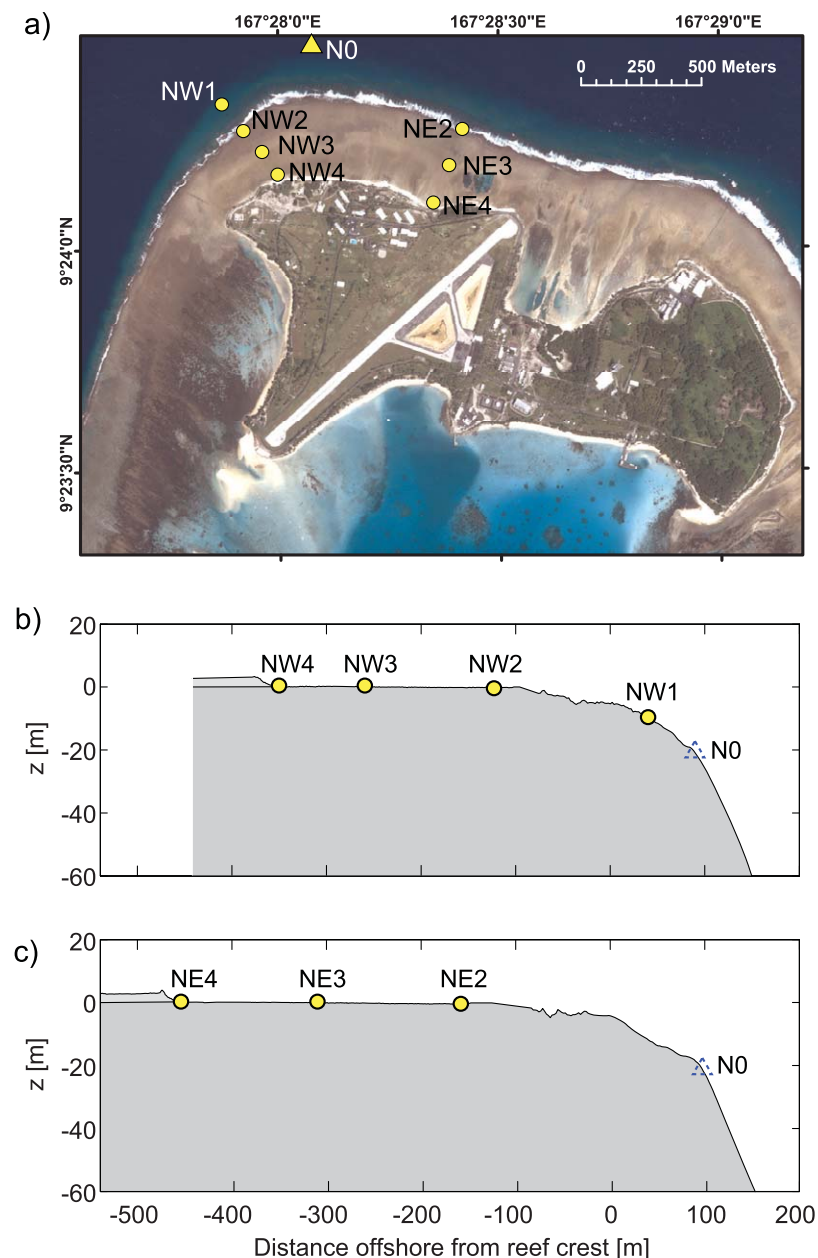 a)
167°28'0"E 167°28'30"E 167°29'0"E
N0
0 250 500 Meters
NW1
NW2
NE2
NW3
NE3
NW4
NE4
9°24'0"N
9°23'30"N
b)
20
0
-20
-40
-60
z [m]
NW4 NW3 NW2
NW1
N0
c)
20
0
-20
-40
-60
z [m]
NE4 NE3 NE2
N0
-500 -400 -300 -200 -100 0 100 200
Distance offshore from reef crest [m]